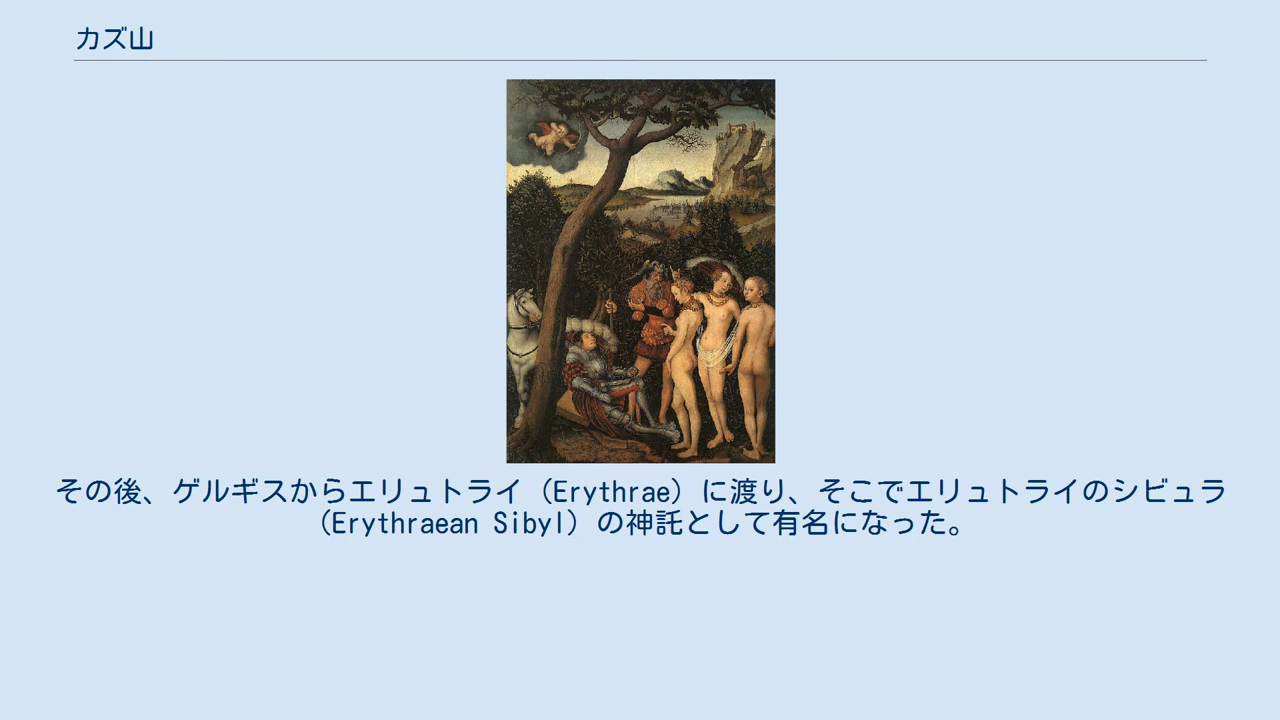 カズ山
その後、ゲルギスからエリュトライ（Erythrae）に渡り、そこでエリュトライのシビュラ
（Erythraean Sibyl）の神託として有名になった。